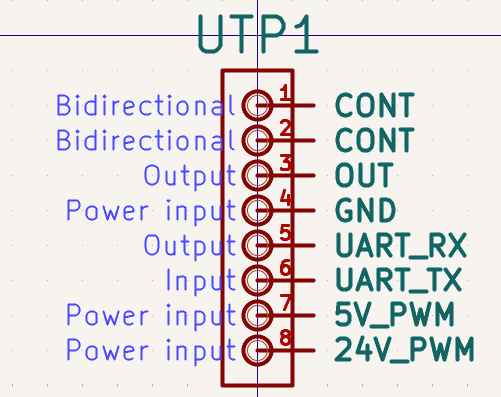 UTP1
Bidirectional 1 CONT
Bidirectional 2 CONT
Output 3 OUT
Power input 4 GND
Output 5 UART_RX
Input 6 UART_TX
Power input 7 5V_PWM
Power input 8 24V_PWM